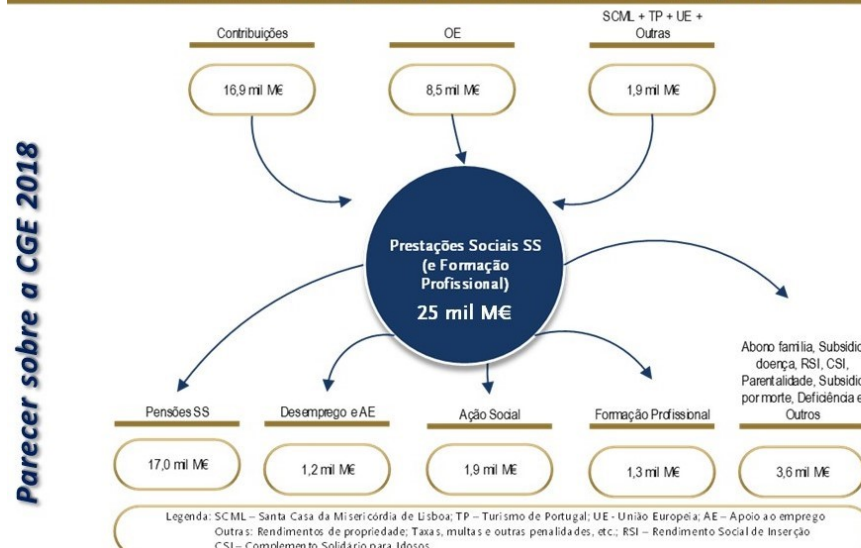 Parecer sobre a CGE 2018
Contribuições
OE
SCML + TP + UE +
Outras
16,9 mil M€
8,5 mil M€
1,9 mil M€
Prestações Sociais SS
(e Formação
Profissional)
25 mil M€
Pensões SS
Desemprego e AE
Ação Social
Formação Profissional
Abono família, Subsídio
doença, RSI, CSI,
Parentalidade, Subsídio
por morte, Deficiência e
Outros
17,0 mil M€
1,2 mil M€
1,9 mil M€
1,3 mil M€
3,6 mil M€
Legenda: SCML – Santa Casa da Misericórdia de Lisboa; TP – Turismo de Portugal; UE - União Europeia; AE – Apoio ao emprego
Outras: Rendimentos de propriedade; Taxas, multas e outras penalidades, etc.; RSI – Rendimento Social de Inserção
CSI – Complemento Solidário para Idosos